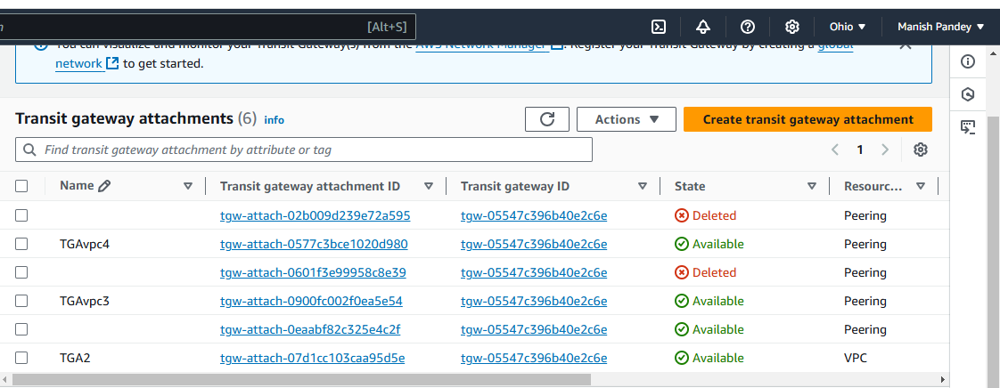 [Alt+S] Ohio Manish Pandey
You can visualize and monitor your Transit Gateway(s) from the AWS Network Manager. Register your Transit Gateway by creating a global
network to get started.
Transit gateway attachments (6) info Actions Create transit gateway attachment
Find transit gateway attachment by attribute or tag 1
Name Transit gateway attachment ID Transit gateway ID State Resourc...
tgw-attach-02b009d239e72a595 tgw-05547c396b40e2c6e Deleted Peering
TGAvpc4 tgw-attach-0577c3bce1020d980 tgw-05547c396b40e2c6e Available Peering
tgw-attach-0601f3e99958c8e39 tgw-05547c396b40e2c6e Deleted Peering
TGAvpc3 tgw-attach-0900fc002f0ea5e54 tgw-05547c396b40e2c6e Available Peering
tgw-attach-0eaabf82c325e4c2f tgw-05547c396b40e2c6e Available Peering
TGA2 tgw-attach-07d1cc103caa95d5e tgw-05547c396b40e2c6e Available VPC